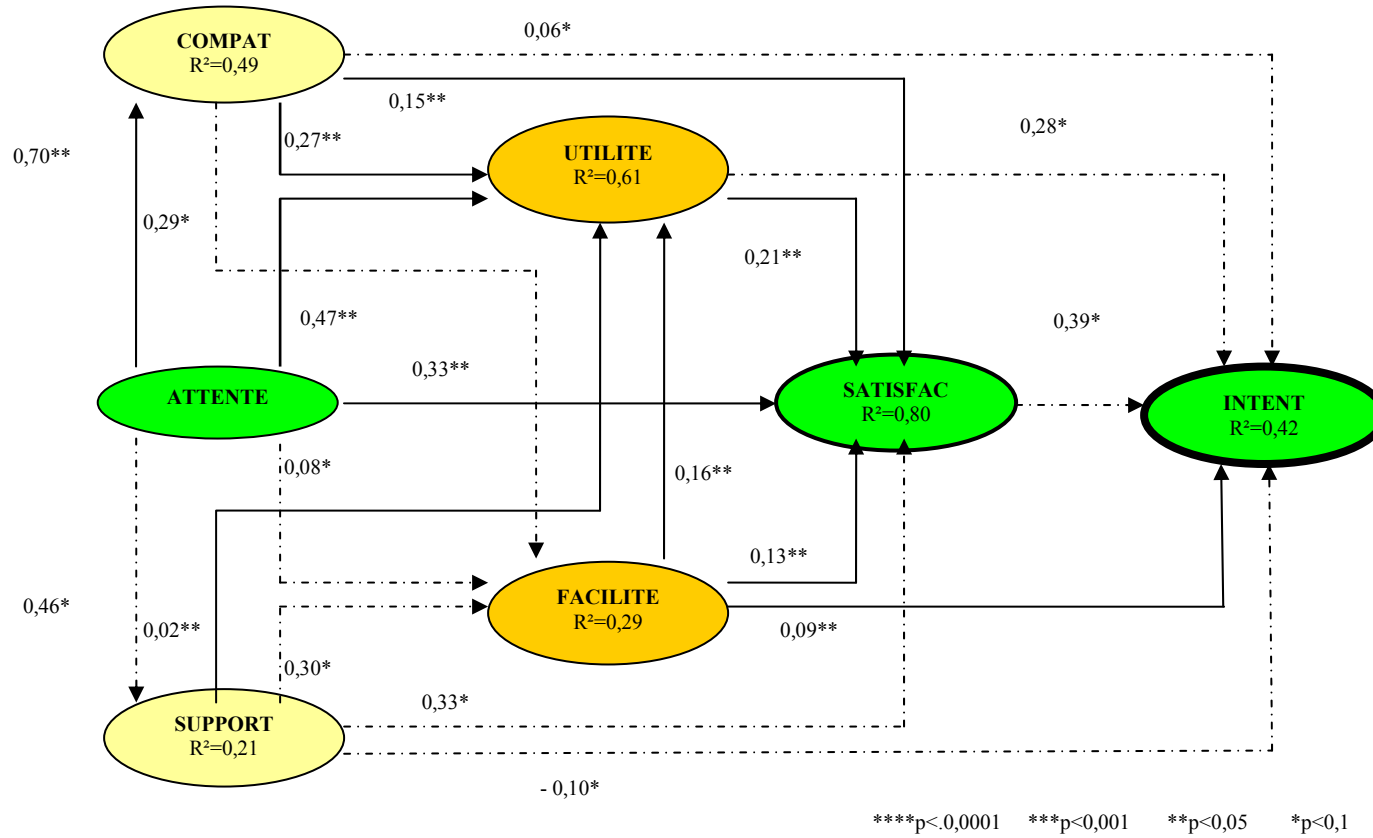 COMPAT
R²=0,49
0,06*
0,15**
0,27**
0,70**
UTILITE
R²=0,61
0,28*
0,29*
0,21**
0,47**
0,39*
0,33**
ATTENTE
SATISFAC
R²=0,80
INTENT
R²=0,42
0,08*
0,16**
0,13**
FACILITE
R²=0,29
0,46*
0,02**
0,09**
0,30*
0,33*
SUPPORT
R²=0,21
- 0,10*
****p<.0,0001 ***p<0,001 **p<0,05 *p<0,1